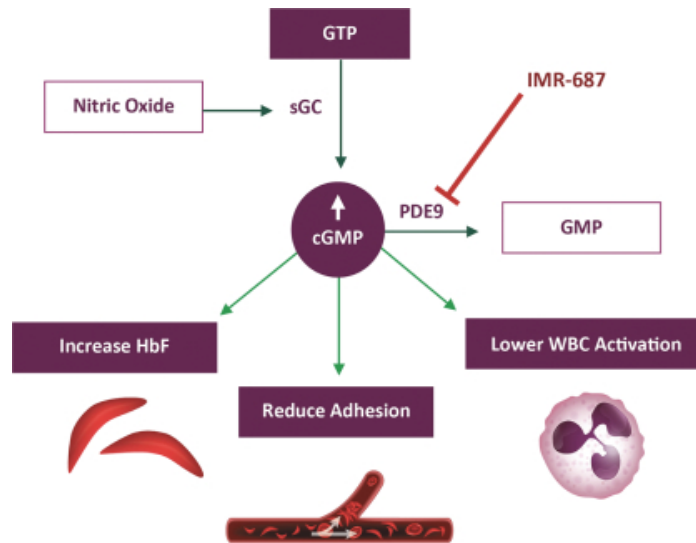 GTP
IMR-687
Nitric Oxide
sGC
PDE9
cGMP
GMP
Increase HbF
Lower WBC Activation
Reduce Adhesion